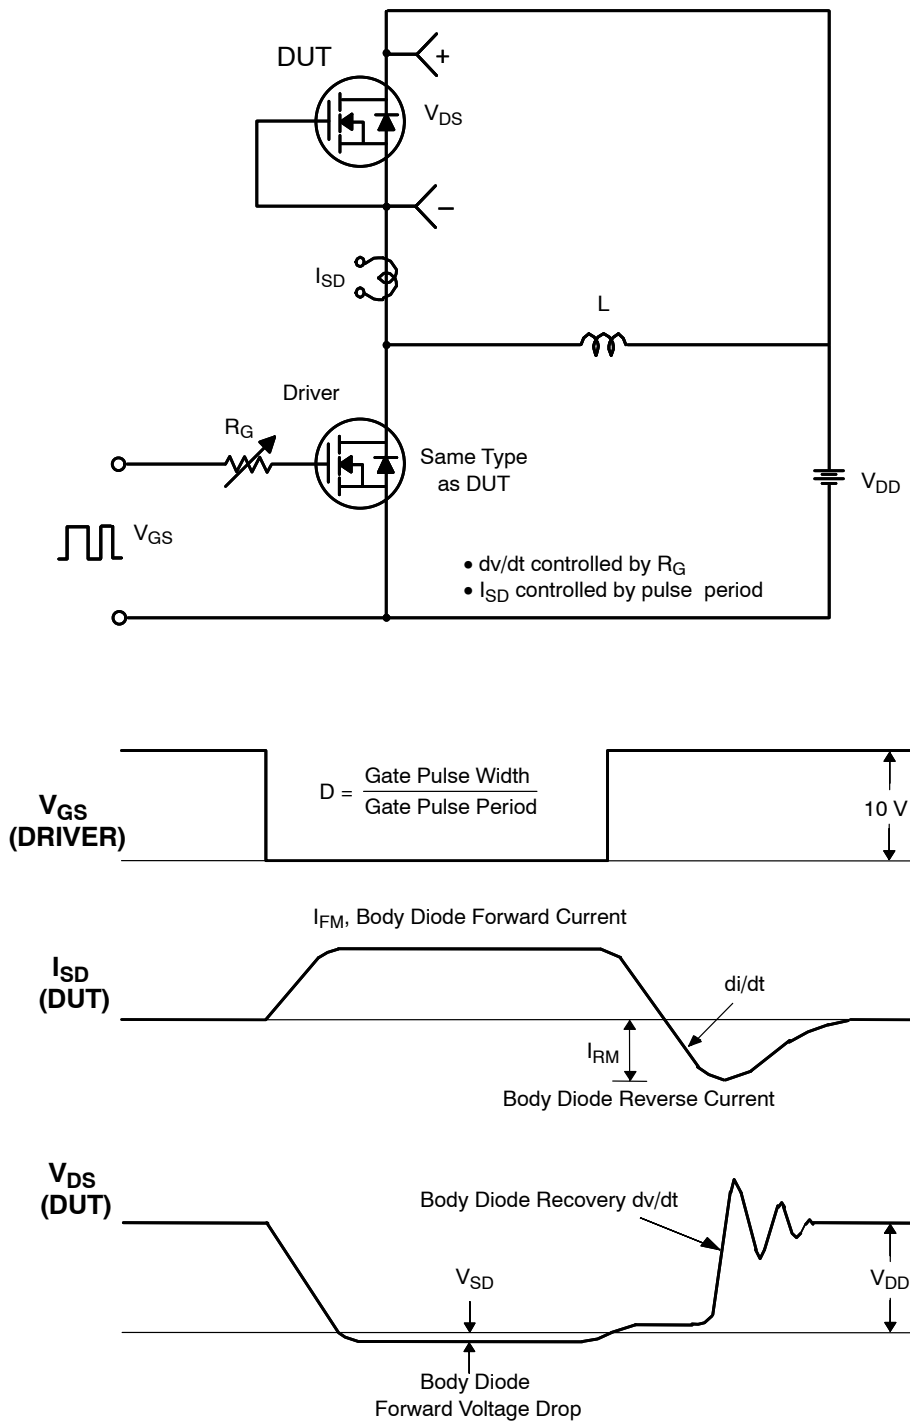 DUT
+
V_DS
−
I_SD
L
Driver
R_G
Same Type
as DUT
V_DD
V_GS
• dv/dt controlled by R_G
• I_SD controlled by pulse period
V_GS
(DRIVER)
D = Gate Pulse Width
Gate Pulse Period
10 V
I_FM, Body Diode Forward Current
I_SD
(DUT)
di/dt
I_RM
Body Diode Reverse Current
V_DS
(DUT)
Body Diode Recovery dv/dt
V_SD
V_DD
Body Diode
Forward Voltage Drop